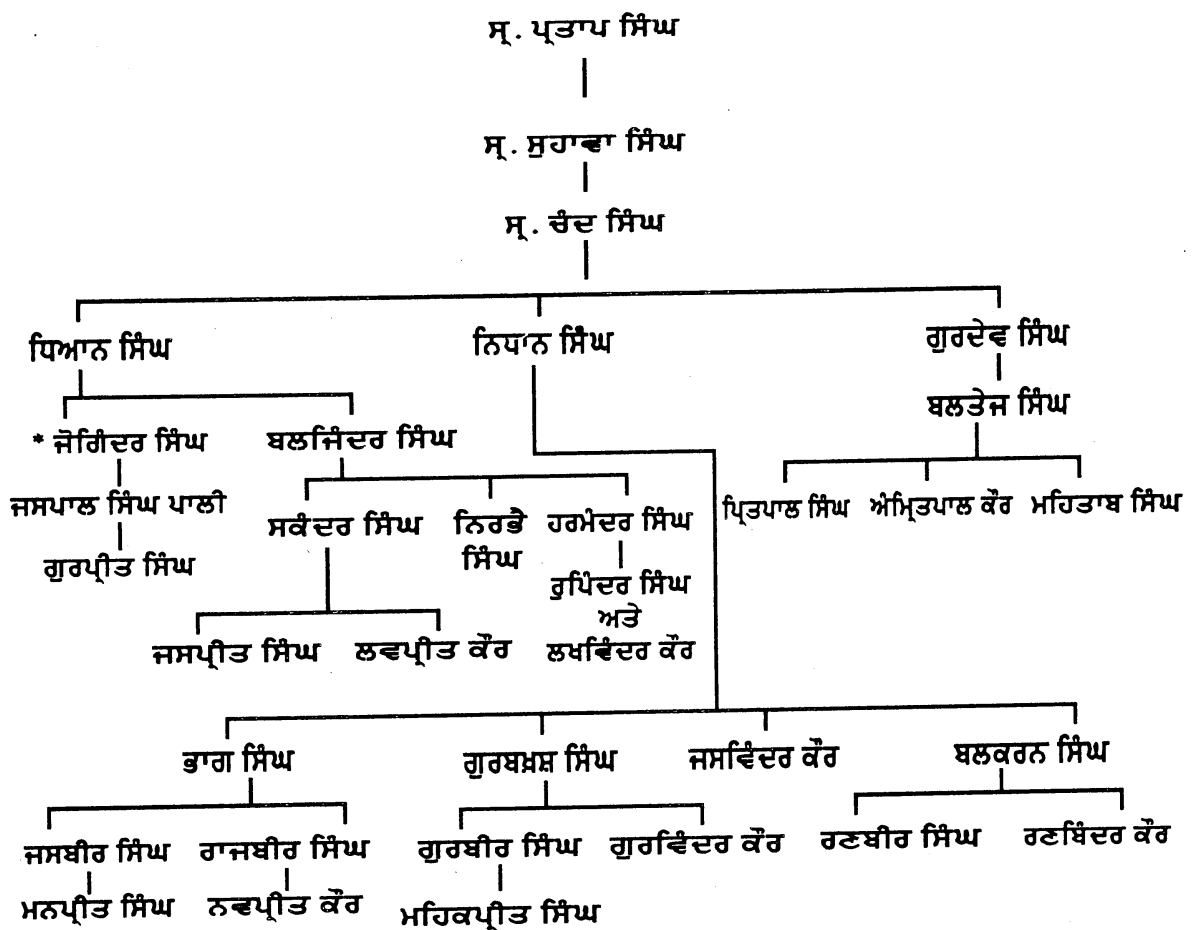 ਸ੍ਰ. ਪ੍ਰਤਾਪ ਸਿੰਘ
ਸ੍ਰ. ਸੁਹਾਵਾ ਸਿੰਘ
ਸ੍ਰ. ਚੰਦ ਸਿੰਘ
ਧਿਆਨ ਸਿੰਘ ਨਿਧਾਨ ਸਿੰਘ ਗੁਰਦੇਵ ਸਿੰਘ
ਬਲਤੇਜ ਸਿੰਘ
* ਜੋਗਿੰਦਰ ਸਿੰਘ ਬਲਜਿੰਦਰ ਸਿੰਘ
ਜਸਪਾਲ ਸਿੰਘ ਪਾਲੀ ਸਕੰਦਰ ਸਿੰਘ ਨਿਰਭੈ ਹਰਮੰਦਰ ਸਿੰਘ ਪ੍ਰਿਤਪਾਲ ਸਿੰਘ ਅੰਮ੍ਰਿਤਪਾਲ ਕੌਰ ਮਹਿਤਾਬ ਸਿੰਘ
ਗੁਰਪ੍ਰੀਤ ਸਿੰਘ ਸਿੰਘ
ਰੁਪਿੰਦਰ ਸਿੰਘ
ਅਤੇ
ਜਸਪ੍ਰੀਤ ਸਿੰਘ ਲਵਪ੍ਰੀਤ ਕੌਰ ਲਖਵਿੰਦਰ ਕੌਰ
ਭਾਗ ਸਿੰਘ ਗੁਰਬਖ਼ਸ਼ ਸਿੰਘ ਜਸਵਿੰਦਰ ਕੌਰ ਬਲਕਰਨ ਸਿੰਘ
ਜਸਬੀਰ ਸਿੰਘ ਰਾਜਬੀਰ ਸਿੰਘ ਗੁਰਬੀਰ ਸਿੰਘ ਗੁਰਵਿੰਦਰ ਕੌਰ ਰਣਬੀਰ ਸਿੰਘ ਰਣਬਿੰਦਰ ਕੌਰ
ਮਨਪ੍ਰੀਤ ਸਿੰਘ ਨਵਪ੍ਰੀਤ ਕੌਰ ਮਹਿਕਪ੍ਰੀਤ ਸਿੰਘ